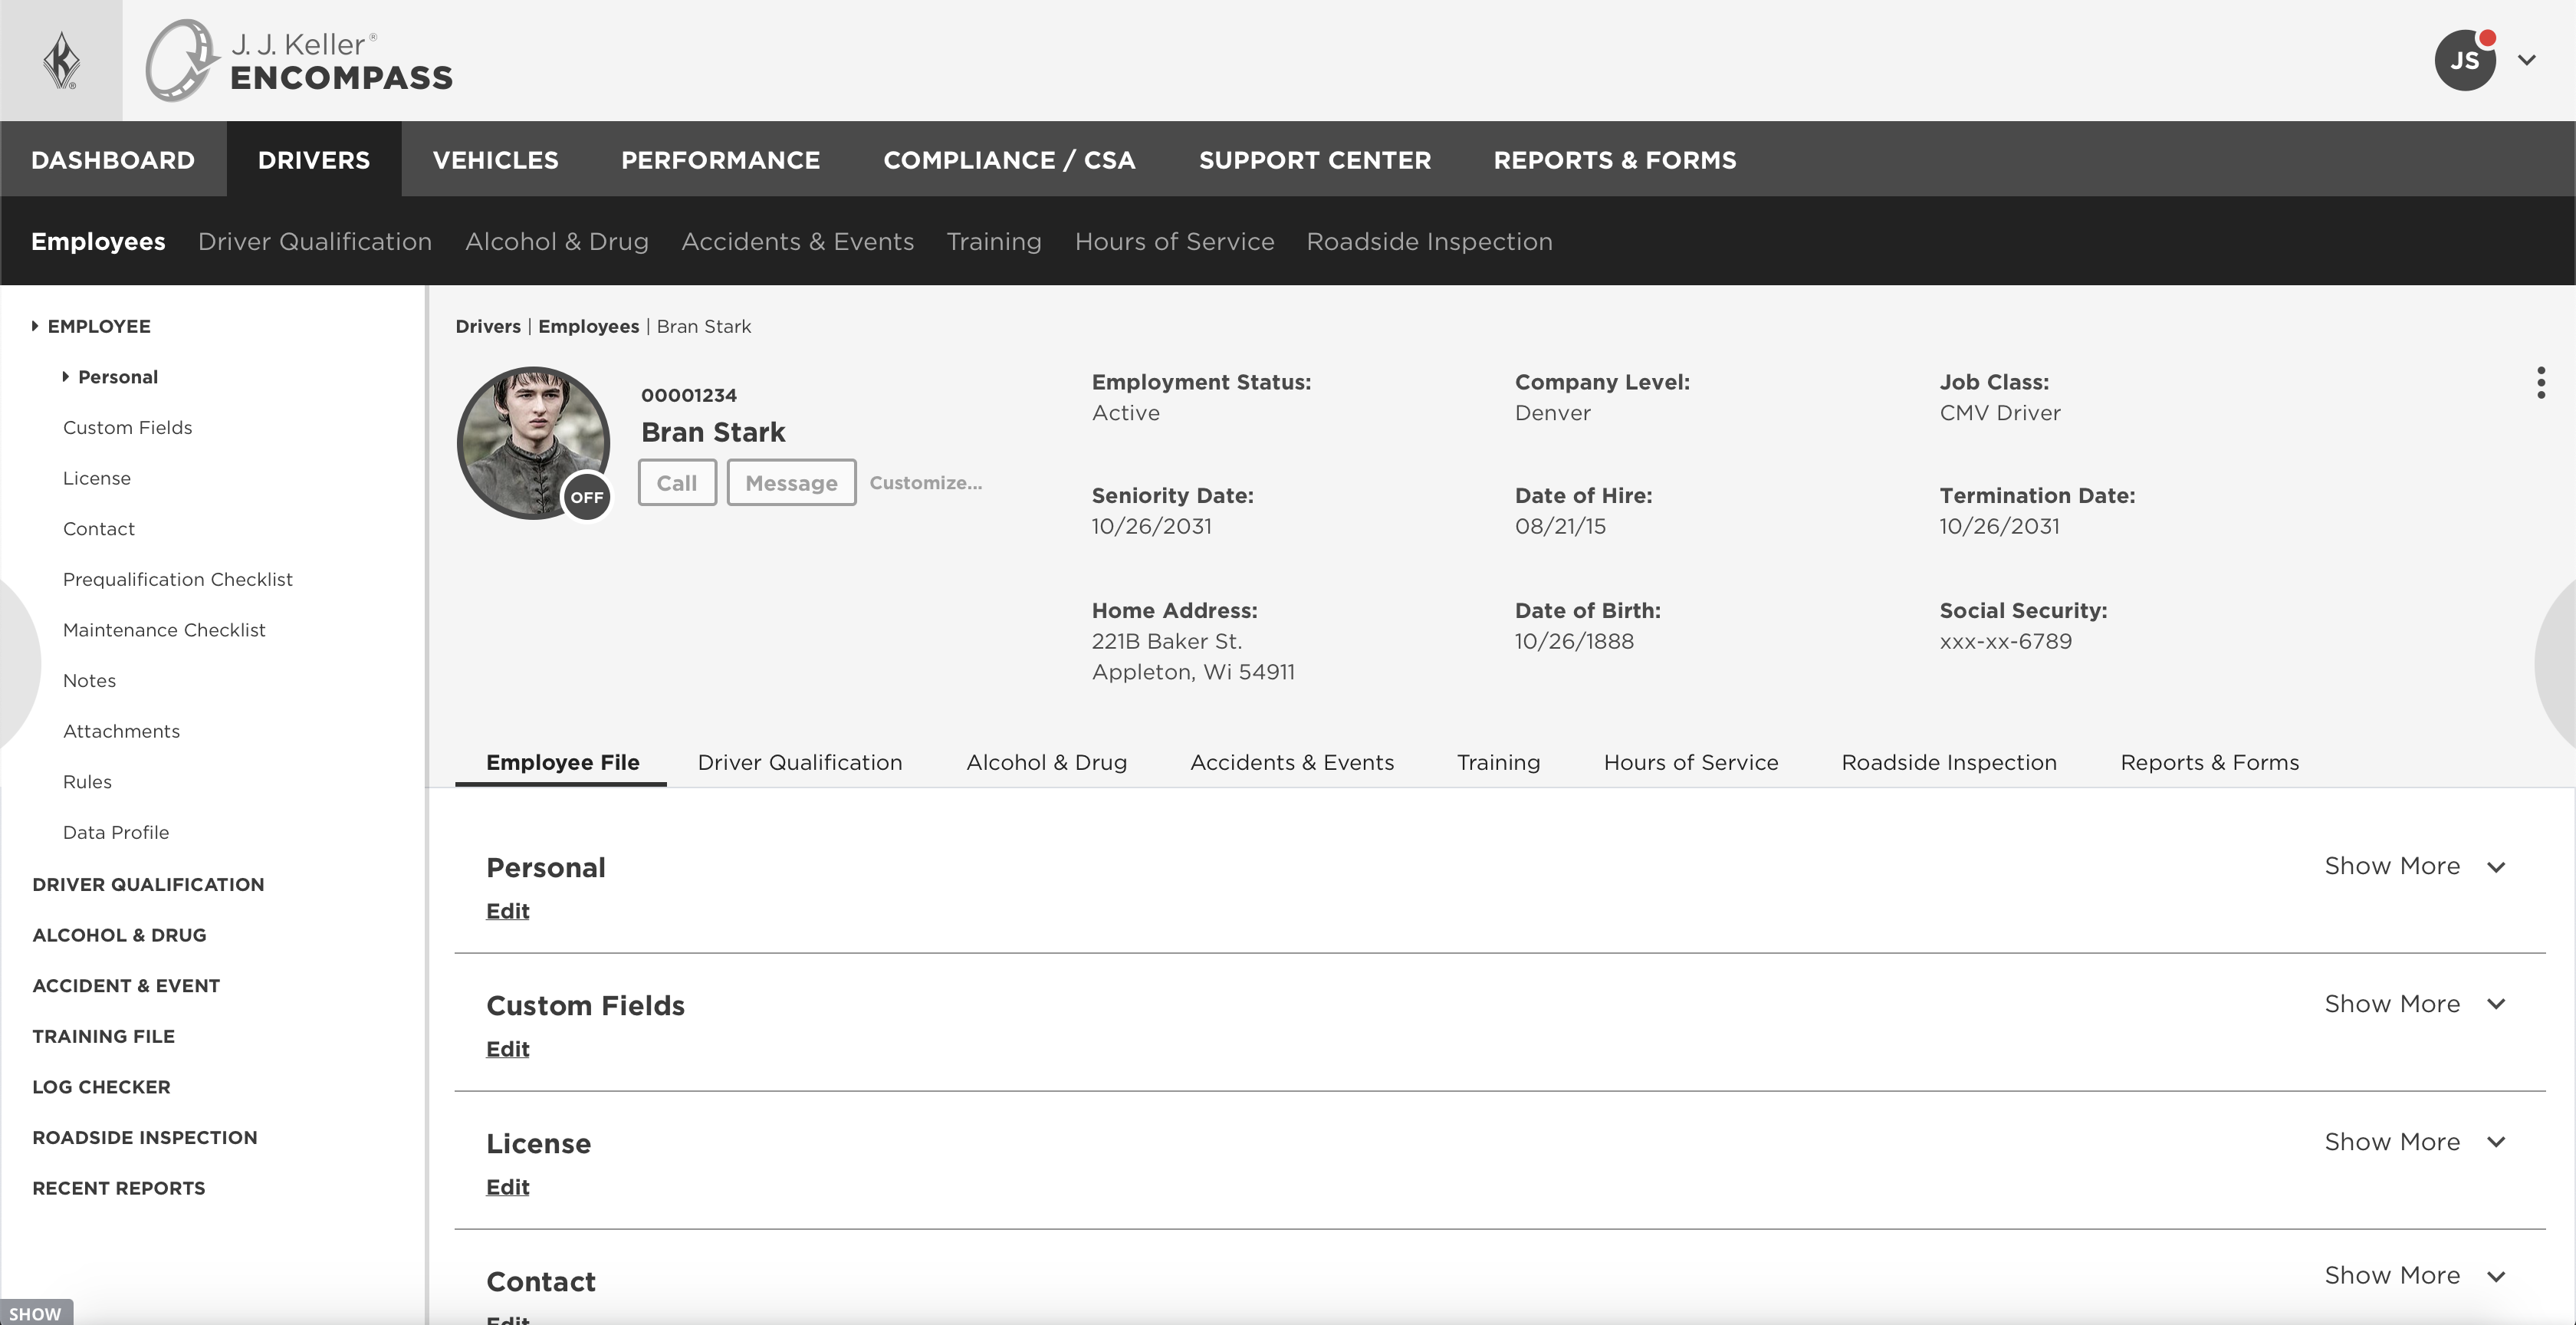 J. J. Keller®
ENCOMPASS
JS
DASHBOARD DRIVERS VEHICLES PERFORMANCE COMPLIANCE / CSA SUPPORT CENTER REPORTS & FORMS
Employees Driver Qualification Alcohol & Drug Accidents & Events Training Hours of Service Roadside Inspection
EMPLOYEE
Personal
Custom Fields
License
Contact
Prequalification Checklist
Maintenance Checklist
Notes
Attachments
Rules
Data Profile
DRIVER QUALIFICATION
ALCOHOL & DRUG
ACCIDENT & EVENT
TRAINING FILE
LOG CHECKER
ROADSIDE INSPECTION
RECENT REPORTS
SHOW
Drivers | Employees | Bran Stark
OFF
00001234
Bran Stark
Call Message Customize...
Employment Status:
Active
Company Level:
Denver
Job Class:
CMV Driver
Seniority Date:
10/26/2031
Date of Hire:
08/21/15
Termination Date:
10/26/2031
Home Address:
221B Baker St.
Appleton, Wi 54911
Date of Birth:
10/26/1888
Social Security:
xxx-xx-6789
Employee File Driver Qualification Alcohol & Drug Accidents & Events Training Hours of Service Roadside Inspection Reports & Forms
Personal Show More
Edit
Custom Fields Show More
Edit
License Show More
Edit
Contact Show More
Edit